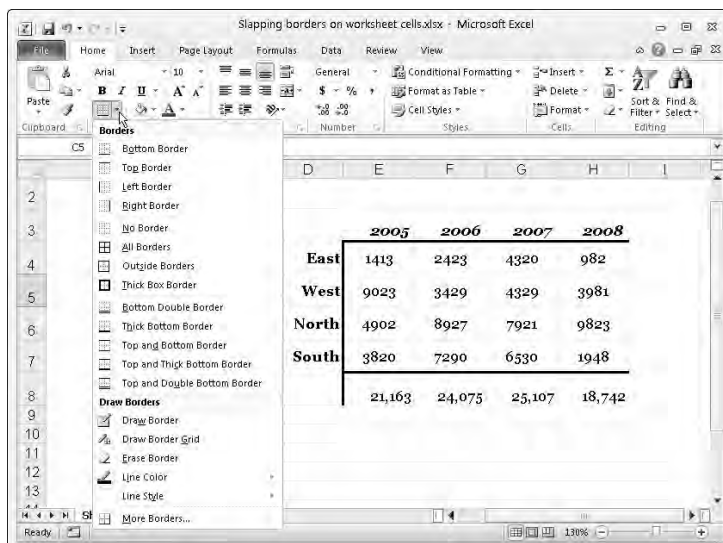 Slapping borders on worksheet cells.xlsx - Microsoft Excel
File Home Insert Page Layout Formulas Data Review View
Arial 10 General Conditional Formatting Insert Σ
B I U A A $ % , Format as Table Delete
Paste A .0 .00 .00 .0 Cell Styles Format Sort & Filter Find & Select
Clipboard Number Styles Cells Editing
C5
Borders
Bottom Border
Top Border
Left Border
Right Border
No Border
All Borders
Outside Borders
Thick Box Border
Bottom Double Border
Thick Bottom Border
Top and Bottom Border
Top and Thick Bottom Border
Top and Double Bottom Border
Draw Borders
Draw Border
Draw Border Grid
Erase Border
Line Color
Line Style
More Borders...
D E F G H I
2
3 2005 2006 2007 2008
4 East 1413 2423 4320 982
5 West 9023 3429 4329 3981
6 North 4902 8927 7921 9823
7 South 3820 7290 6530 1948
8 21,163 24,075 25,107 18,742
9
10
11
12
13
Ready 130%